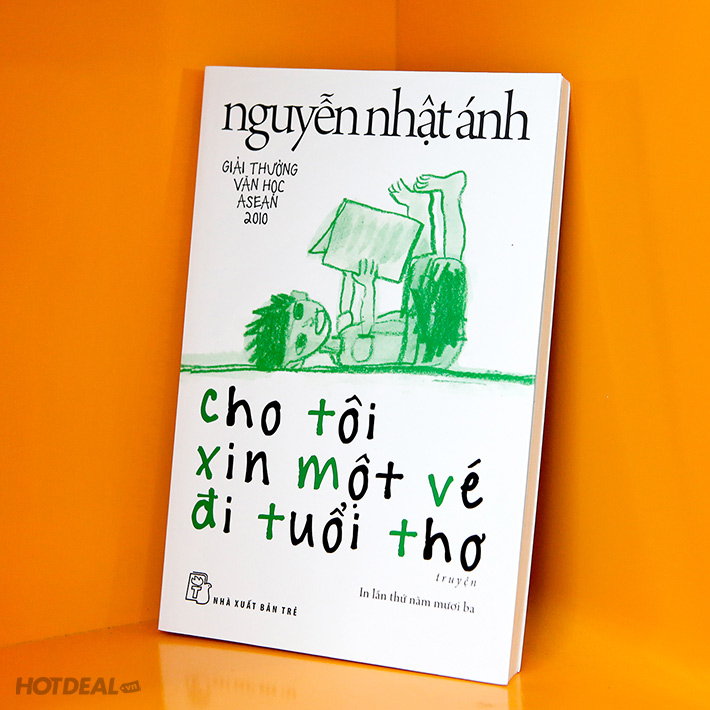 nguyễn nhật ánh
GIẢI THƯỞNG
VĂN HỌC
ASEAN
2010
cho tôi
xin một vé
đi tuổi thơ
truyện
In lần thứ năm mươi ba
NHÀ XUẤT BẢN TRẺ
HOTDEAL.vn